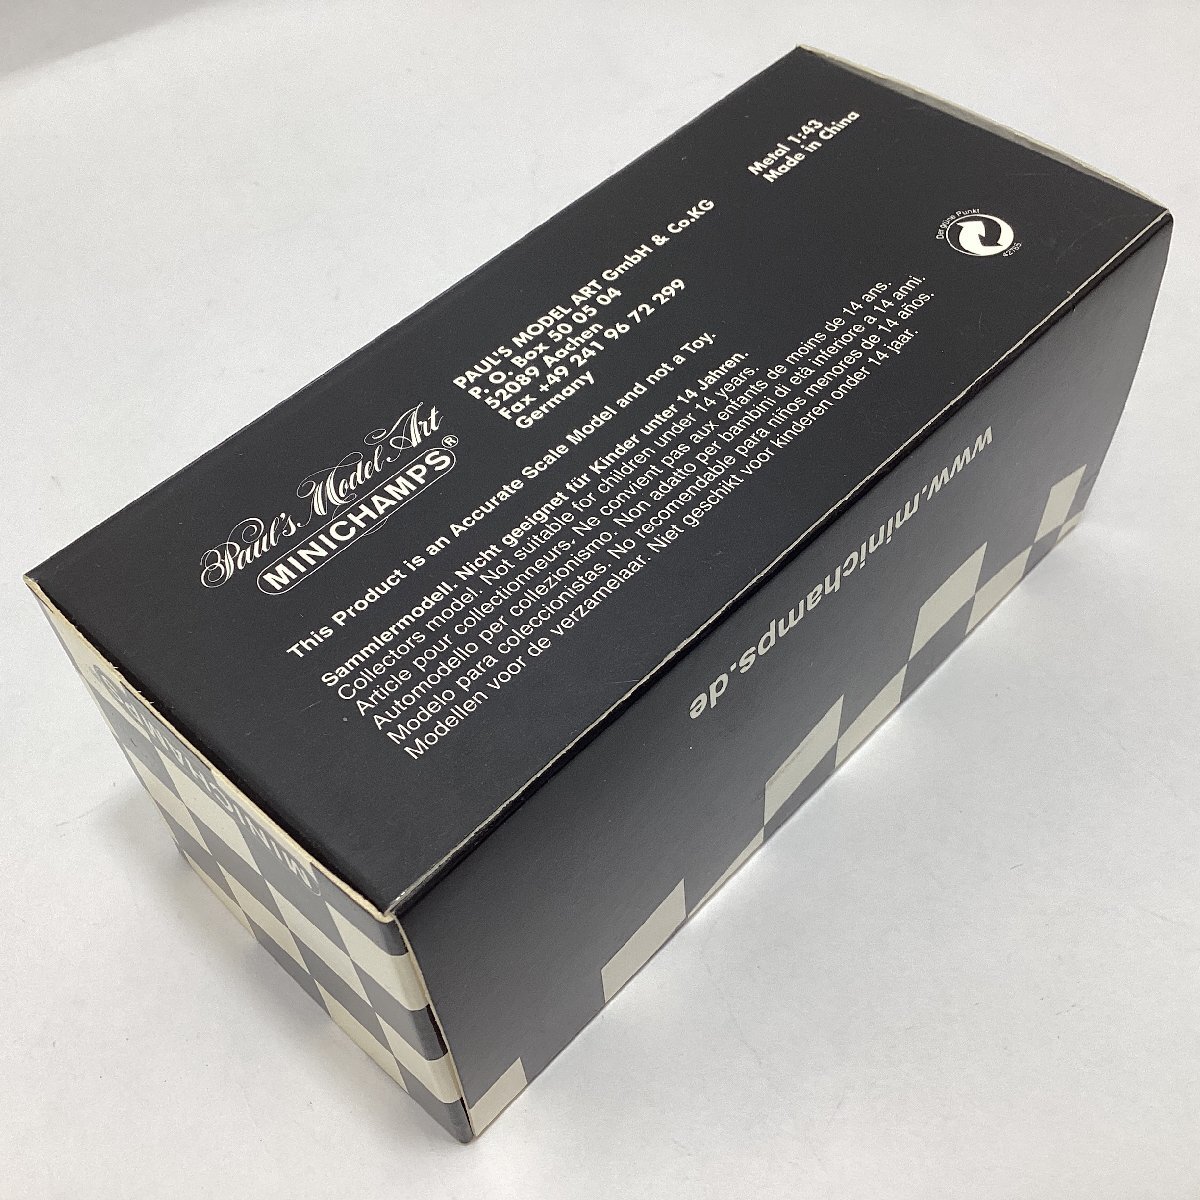 Paul's Model Art
MINICHAMPS®
PAUL'S MODEL ART GmbH & Co.KG
P. O. Box 50 05 04
52089 Aachen
Fax +49 241 96 72 299
Germany
Metal 1:43
Made in China
This Product is an Accurate Scale Model and not a Toy.
Sammlermodell. Nicht geeignet für Kinder unter 14 Jahren.
Collectors model. Not suitable for children under 14 years.
Article pour collectionneurs. Ne convient pas aux enfants de moins de 14 ans.
Automodello per collezionismo. Non adatto per bambini di età inferiore a 14 anni.
Modelo para coleccionistas. No recomendable para niños menores de 14 años.
Modellen voor de verzamelaar. Niet geschikt voor kinderen onder 14 jaar.
Der grüne Punkt
www.minichamps.de
MINICHAMPS